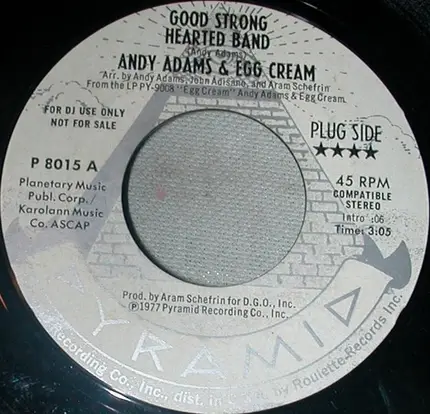 GOOD STRONG
HEARTED BAND
(Andy Adams)
ANDY ADAMS & EGG CREAM
Arr. by Andy Adams, John Adisano, and Aram Schefrin
From the LP PY-9008 "Egg Cream" Andy Adams & Egg Cream.
FOR DJ USE ONLY
NOT FOR SALE
PLUG SIDE
★★★★
P 8015 A
Planetary Music
Publ. Corp./
Karolann Music
Co. ASCAP
45 RPM
COMPATIBLE
STEREO
Intro :06
Time: 3:05
Prod. by Aram Schefrin for D.G.O., Inc.
Ⓟ1977 Pyramid Recording Co., Inc.
PYRAMID
Recording Co., Inc., dist. in by Roulette Records Inc.